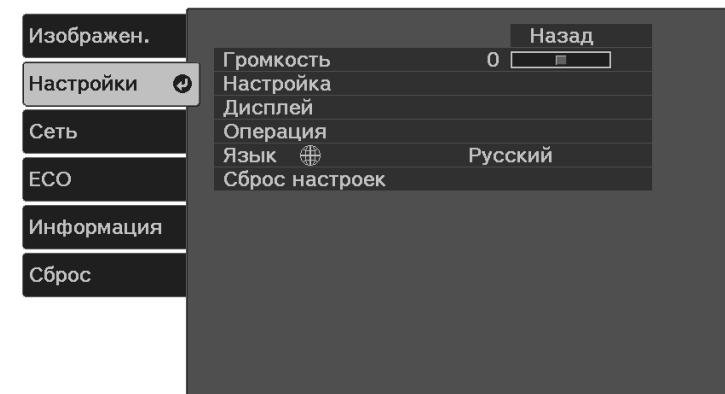 Изображен.
Настройки
Сеть
ECO
Информация
Сброс
Назад
Громкость 0
Настройка
Дисплей
Операция
Язык Русский
Сброс настроек